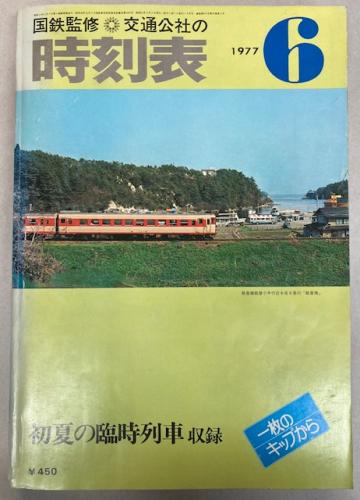 国鉄監修 交通公社の
時刻表
1977
6
初夏の臨時列車 収録
一枚の
キップから
¥450